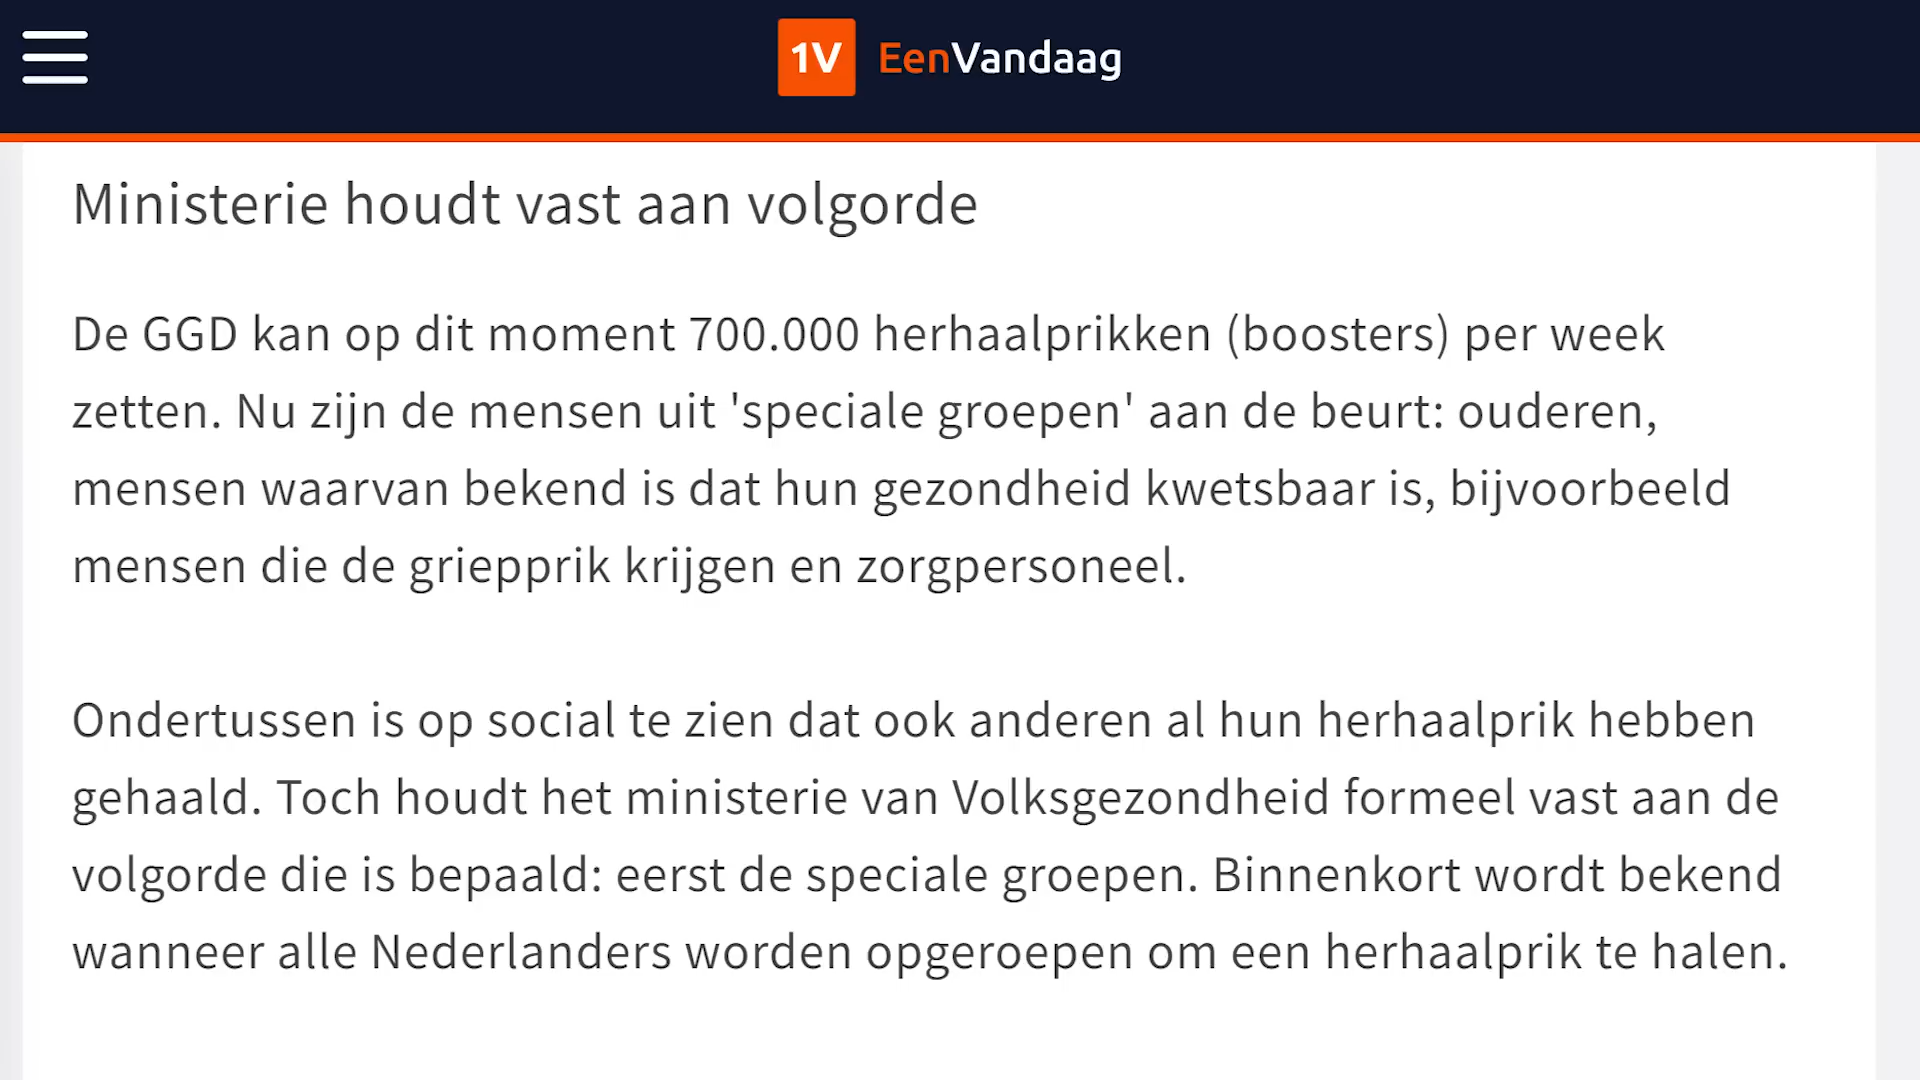 1V EenVandaag
Ministerie houdt vast aan volgorde
De GGD kan op dit moment 700.000 herhaalprikken (boosters) per week
zetten. Nu zijn de mensen uit 'speciale groepen' aan de beurt: ouderen,
mensen waarvan bekend is dat hun gezondheid kwetsbaar is, bijvoorbeeld
mensen die de griepprik krijgen en zorgpersoneel.
Ondertussen is op social te zien dat ook anderen al hun herhaalprik hebben
gehaald. Toch houdt het ministerie van Volksgezondheid formeel vast aan de
volgorde die is bepaald: eerst de speciale groepen. Binnenkort wordt bekend
wanneer alle Nederlanders worden opgeroepen om een herhaalprik te halen.